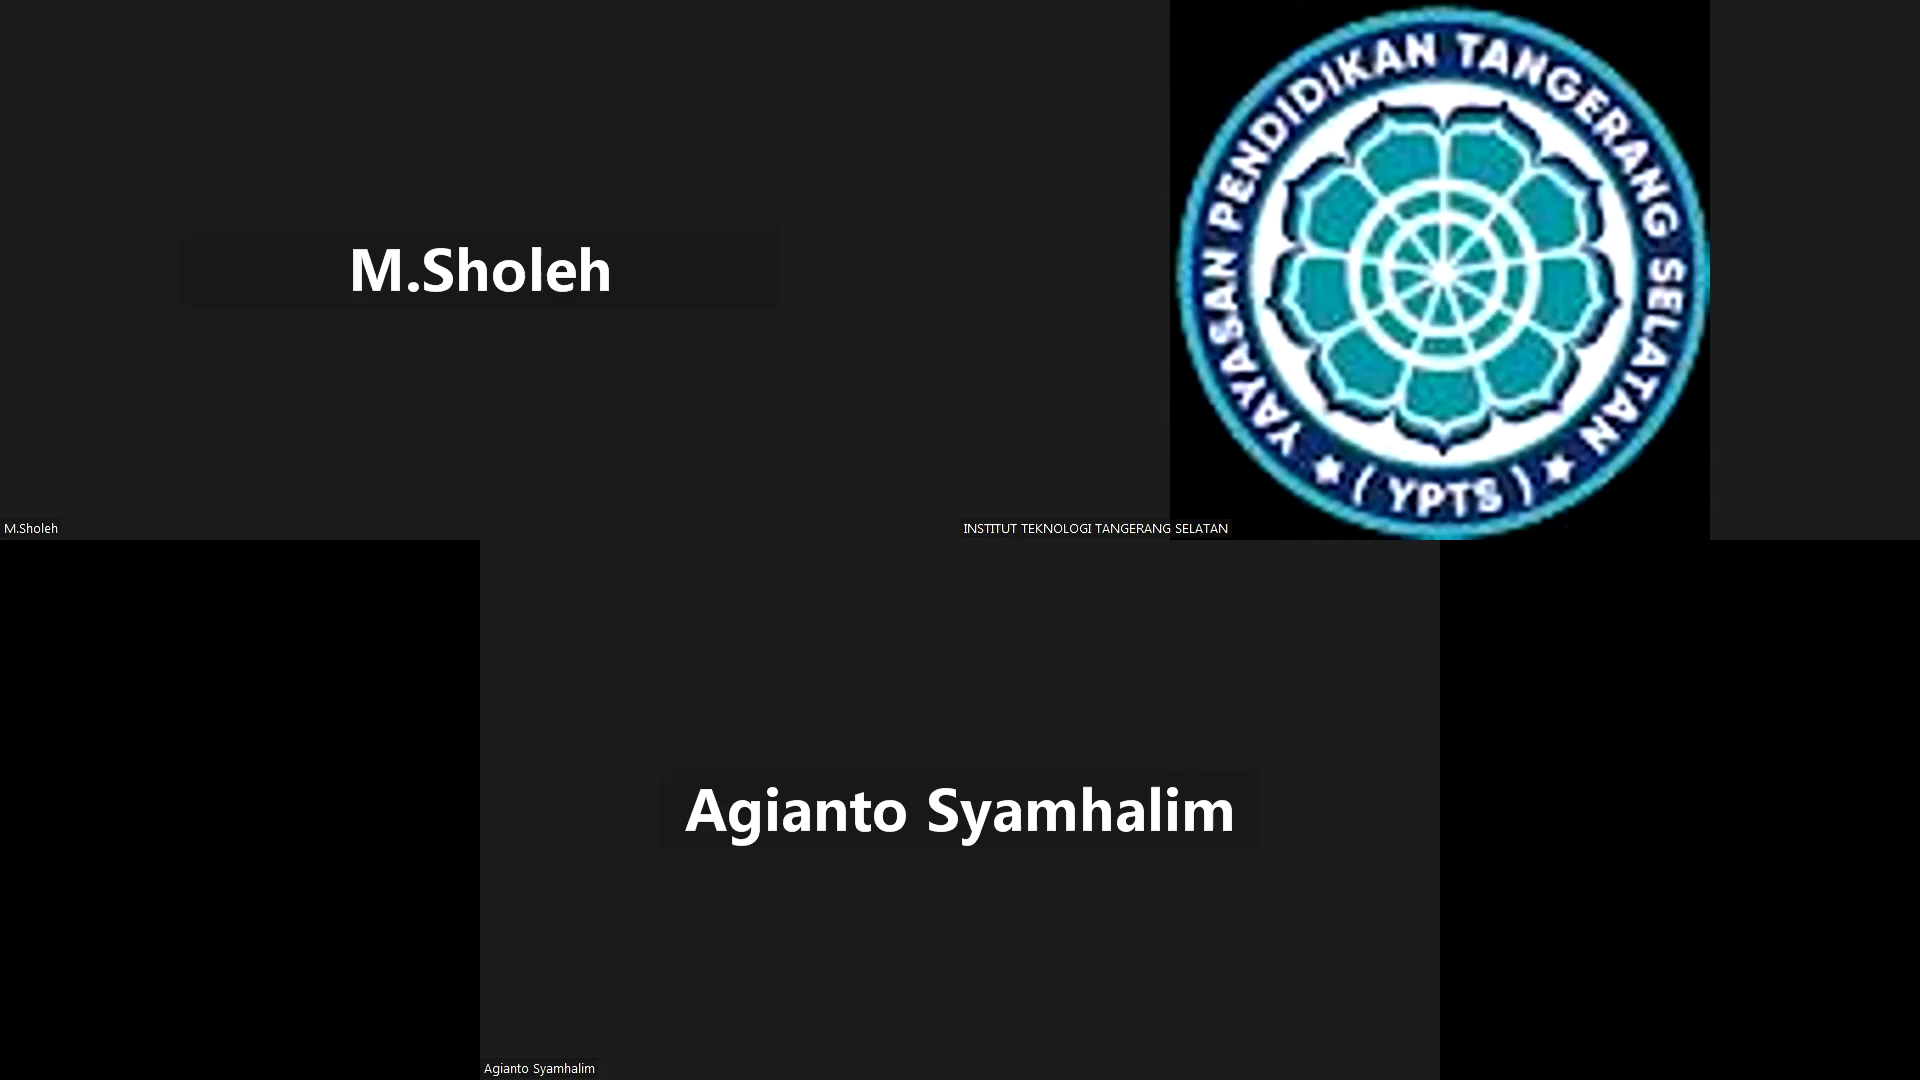 M.Sholeh
M.Sholeh
YAYASAN PENDIDIKAN TANGERANG SELATAN
( YPTS )
INSTITUT TEKNOLOGI TANGERANG SELATAN
Agianto Syamhalim
Agianto Syamhalim